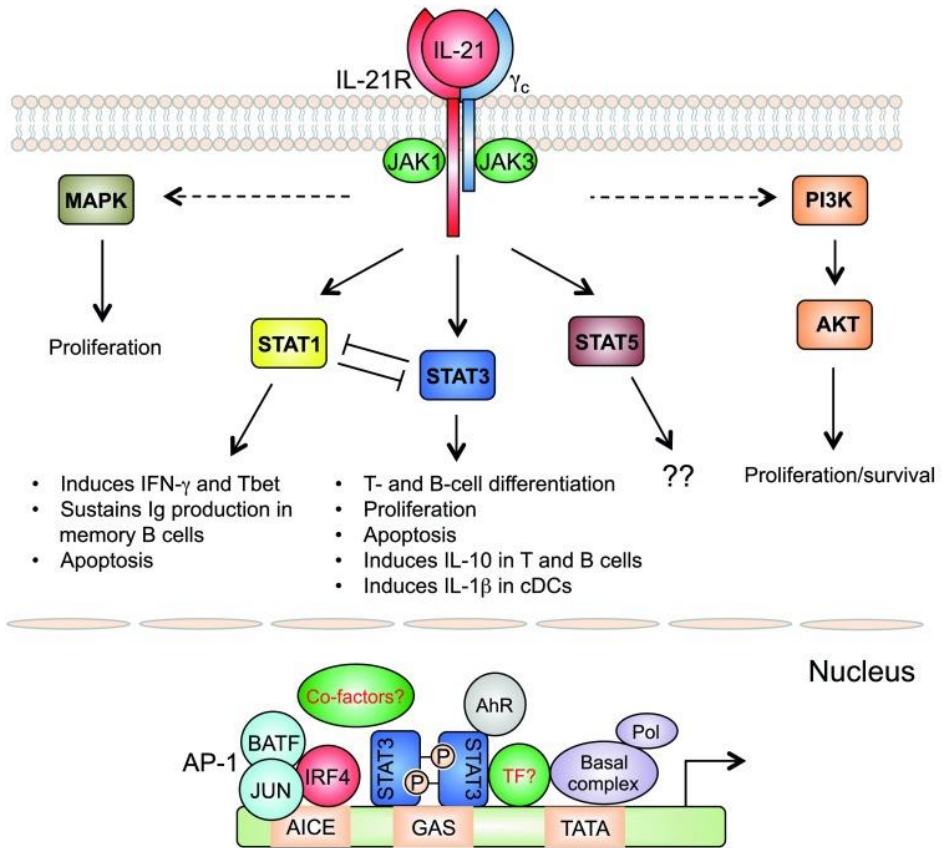 IL-21
IL-21R
γc
JAK1
JAK3
MAPK
PI3K
Proliferation
STAT1
STAT3
STAT5
AKT
• Induces IFN-γ and Tbet
• Sustains Ig production in
memory B cells
• Apoptosis
• T- and B-cell differentiation
• Proliferation
• Apoptosis
• Induces IL-10 in T and B cells
• Induces IL-1β in cDCs
??
Proliferation/survival
Nucleus
Co-factors?
AhR
AP-1
BATF
JUN
IRF4
STAT3
P
P
STAT3
TF?
Basal
complex
Pol
AICE
GAS
TATA